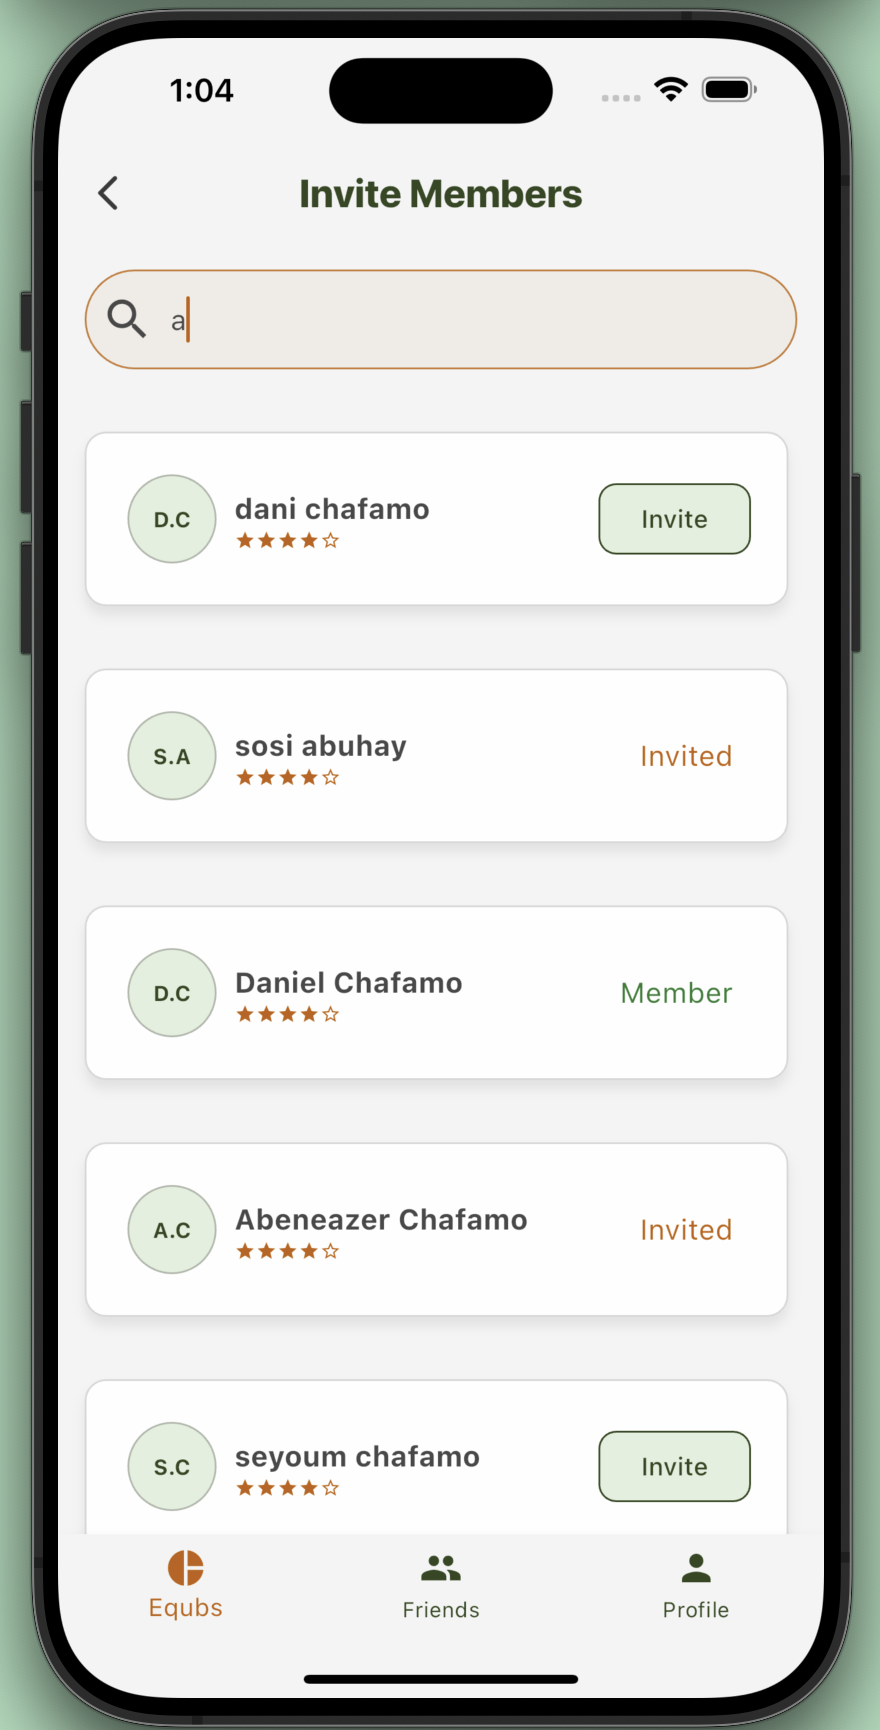 1:04
Invite Members
a
D.C
dani chafamo
Invite
S.A
sosi abuhay
Invited
D.C
Daniel Chafamo
Member
A.C
Abeneazer Chafamo
Invited
S.C
seyoum chafamo
Invite
Equbs
Friends
Profile